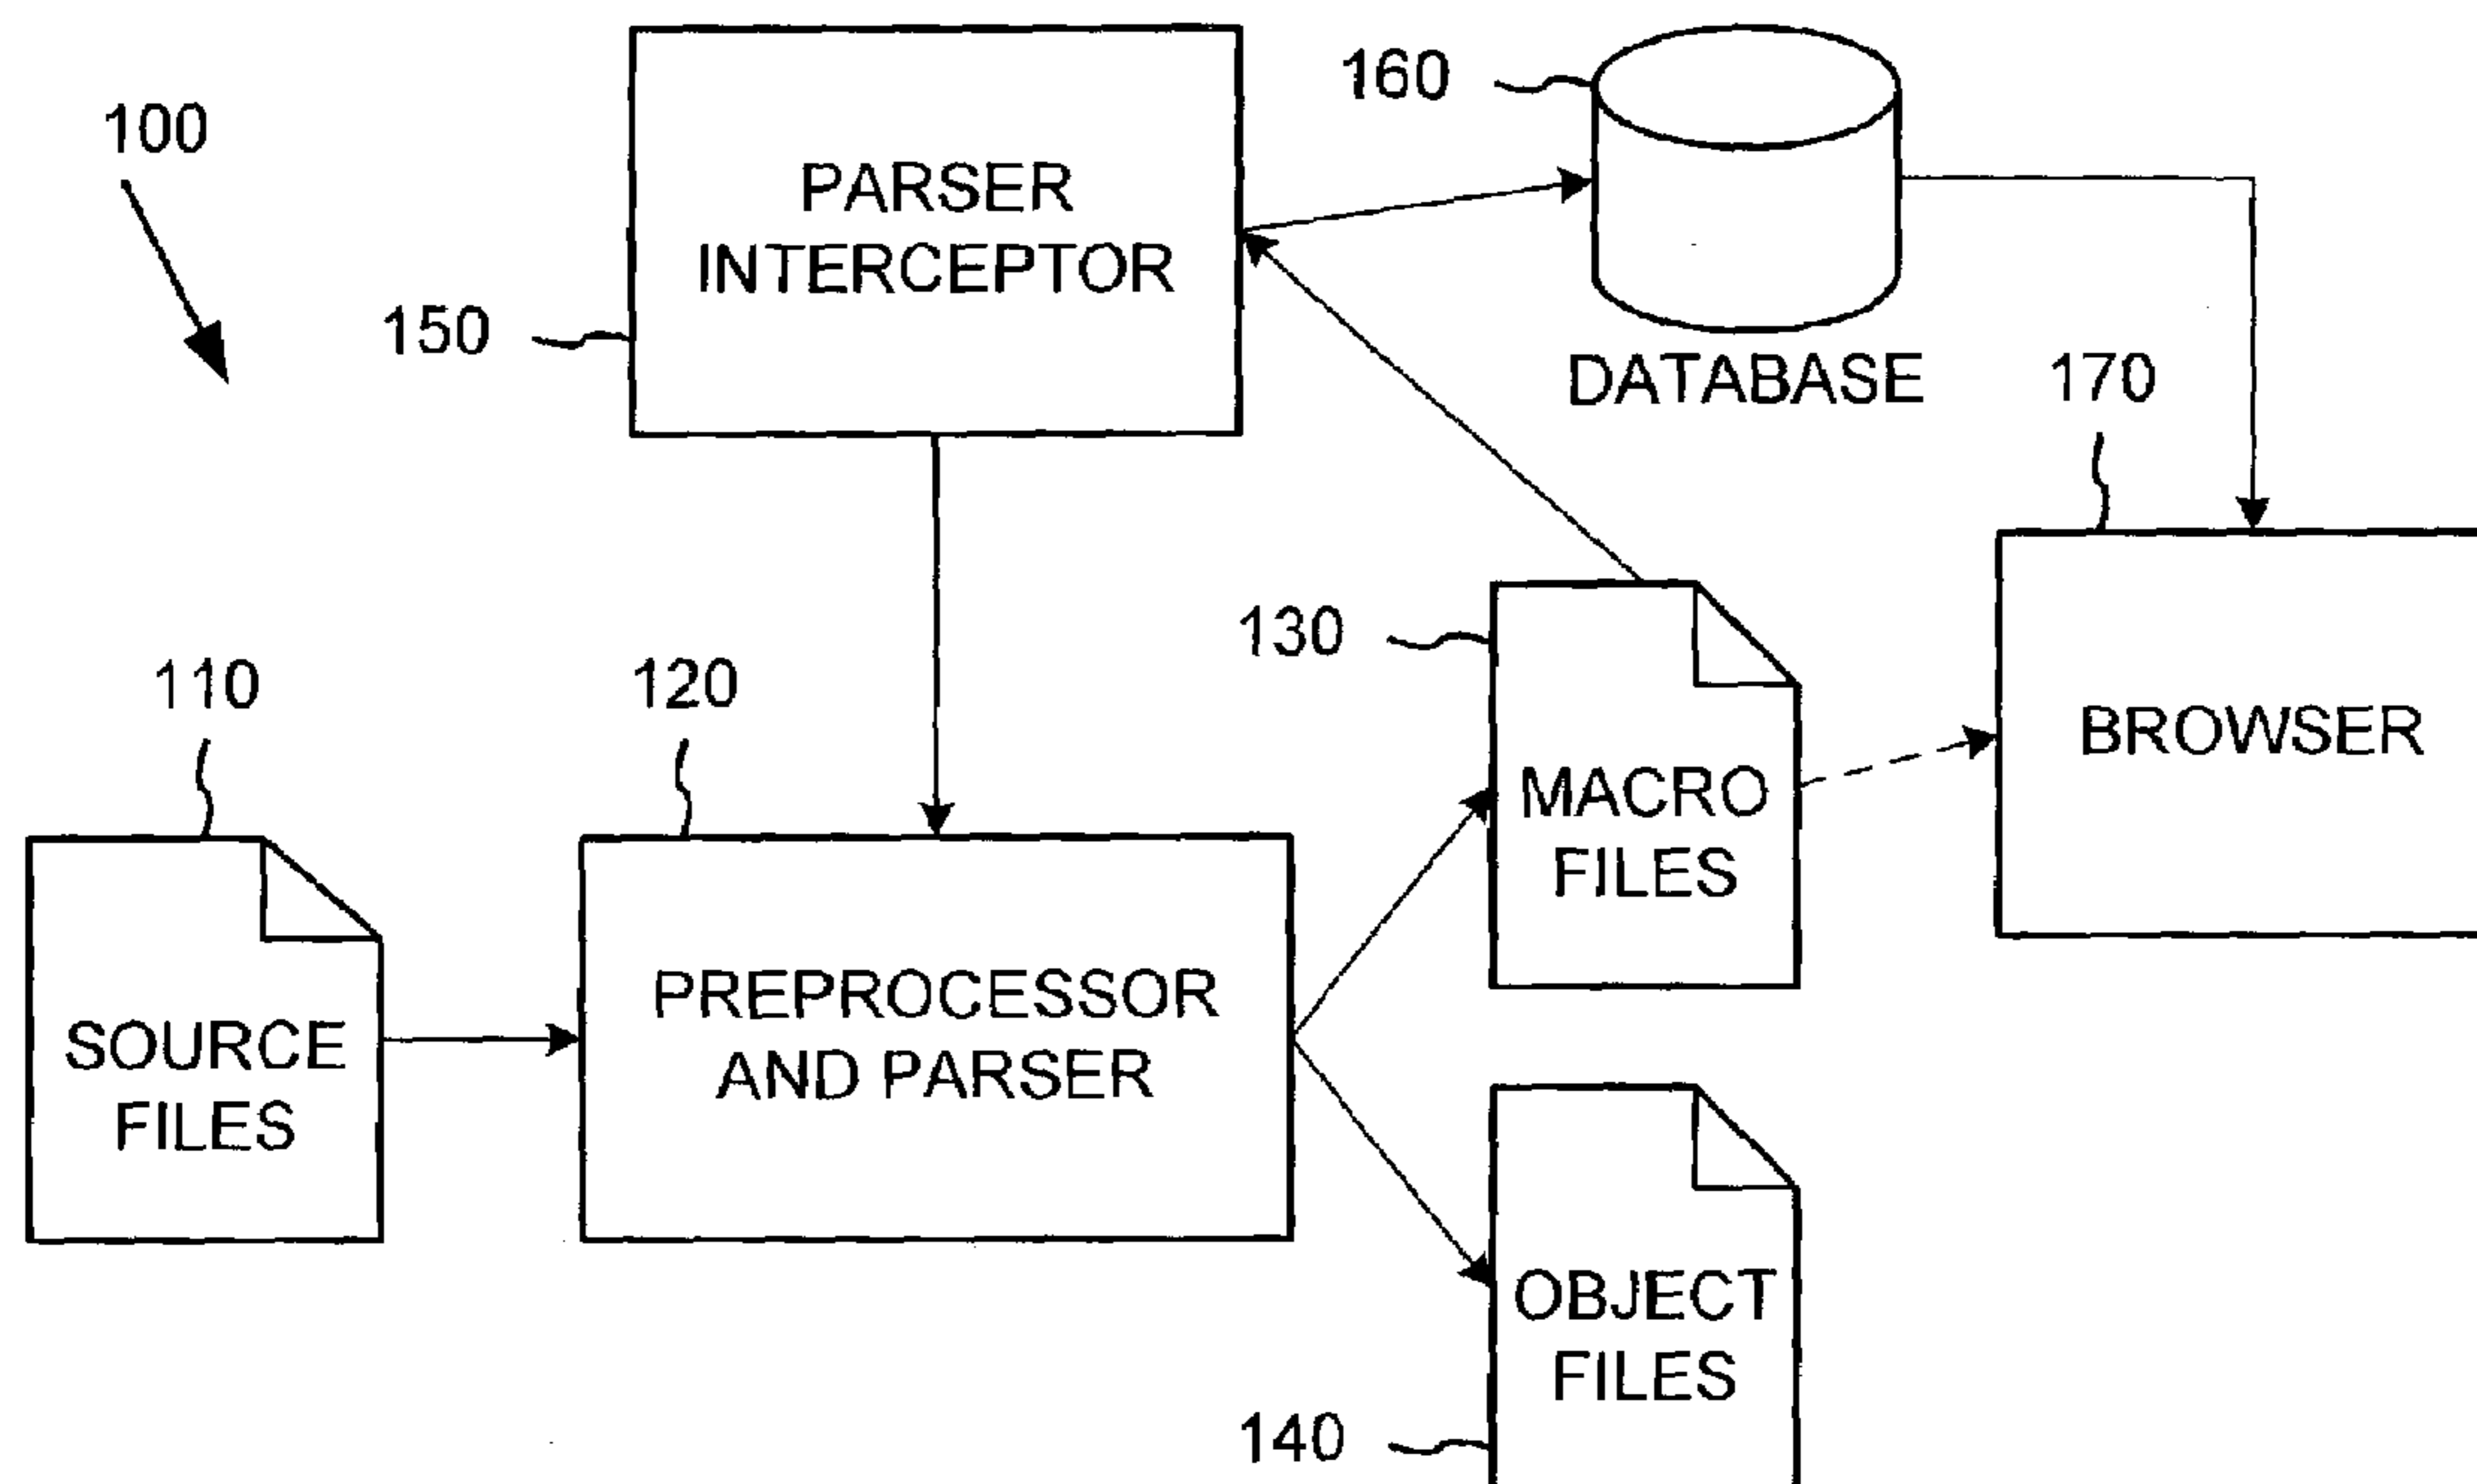 100
PARSER
INTERCEPTOR
150
160
DATABASE
170
130
110
120
BROWSER
MACRO
FILES
PREPROCESSOR
AND PARSER
SOURCE
FILES
OBJECT
FILES
140